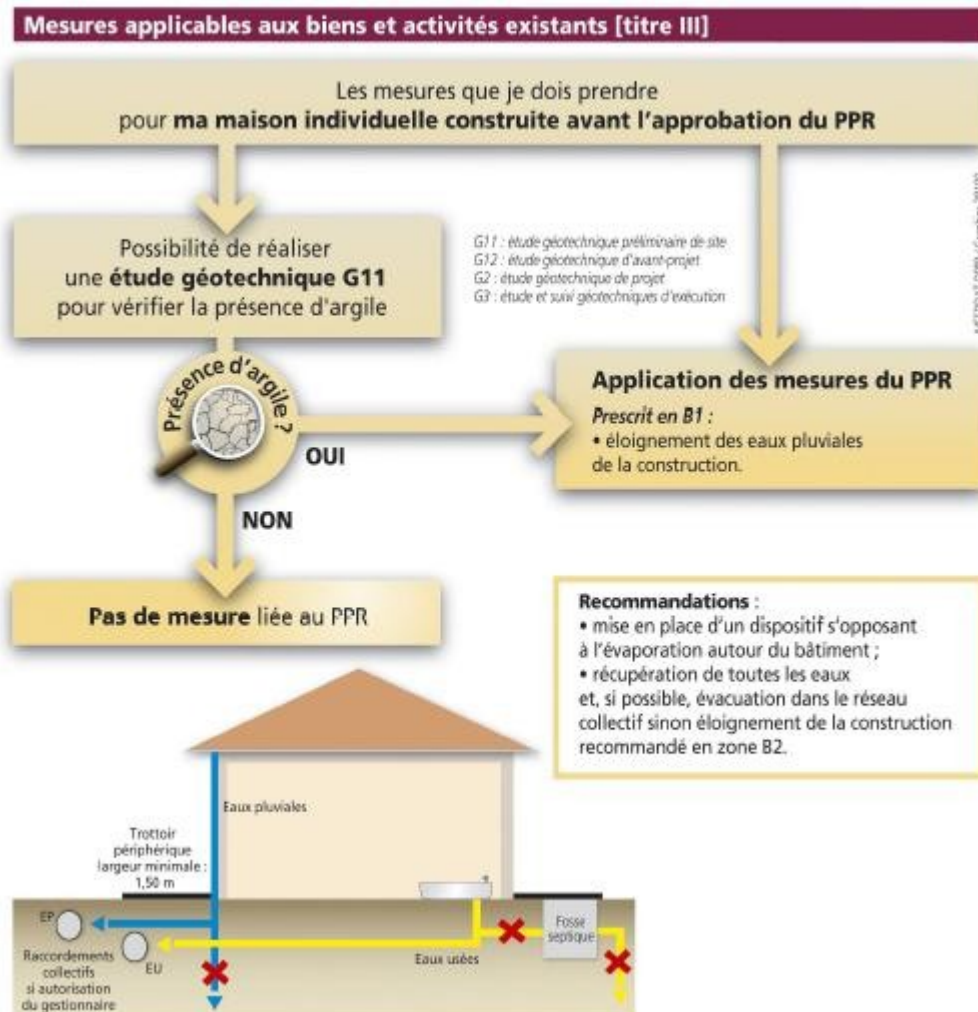 Mesures applicables aux biens et activités existants [titre III]
Les mesures que je dois prendre
pour ma maison individuelle construite avant l'approbation du PPR
Possibilité de réaliser
une étude géotechnique G11
pour vérifier la présence d'argile
G11 : étude géotechnique préliminaire de site
G12 : étude géotechnique d'avant-projet
G2 : étude géotechnique de projet
G3 : étude et suivi géotechniques d'exécution
Présence d'argile ?
OUI
NON
Application des mesures du PPR
Prescrit en B1 :
• éloignement des eaux pluviales
de la construction.
Pas de mesure liée au PPR
Recommandations :
• mise en place d'un dispositif s'opposant
à l'évaporation autour du bâtiment ;
• récupération de toutes les eaux
et, si possible, évacuation dans le réseau
collectif sinon éloignement de la construction
recommandé en zone B2.
Eaux pluviales
Trottoir
périphérique
largeur minimale :
1,50 m
EP
EU
Raccordements
collectifs
si autorisation
du gestionnaire
Eaux usées
Fosse
septique